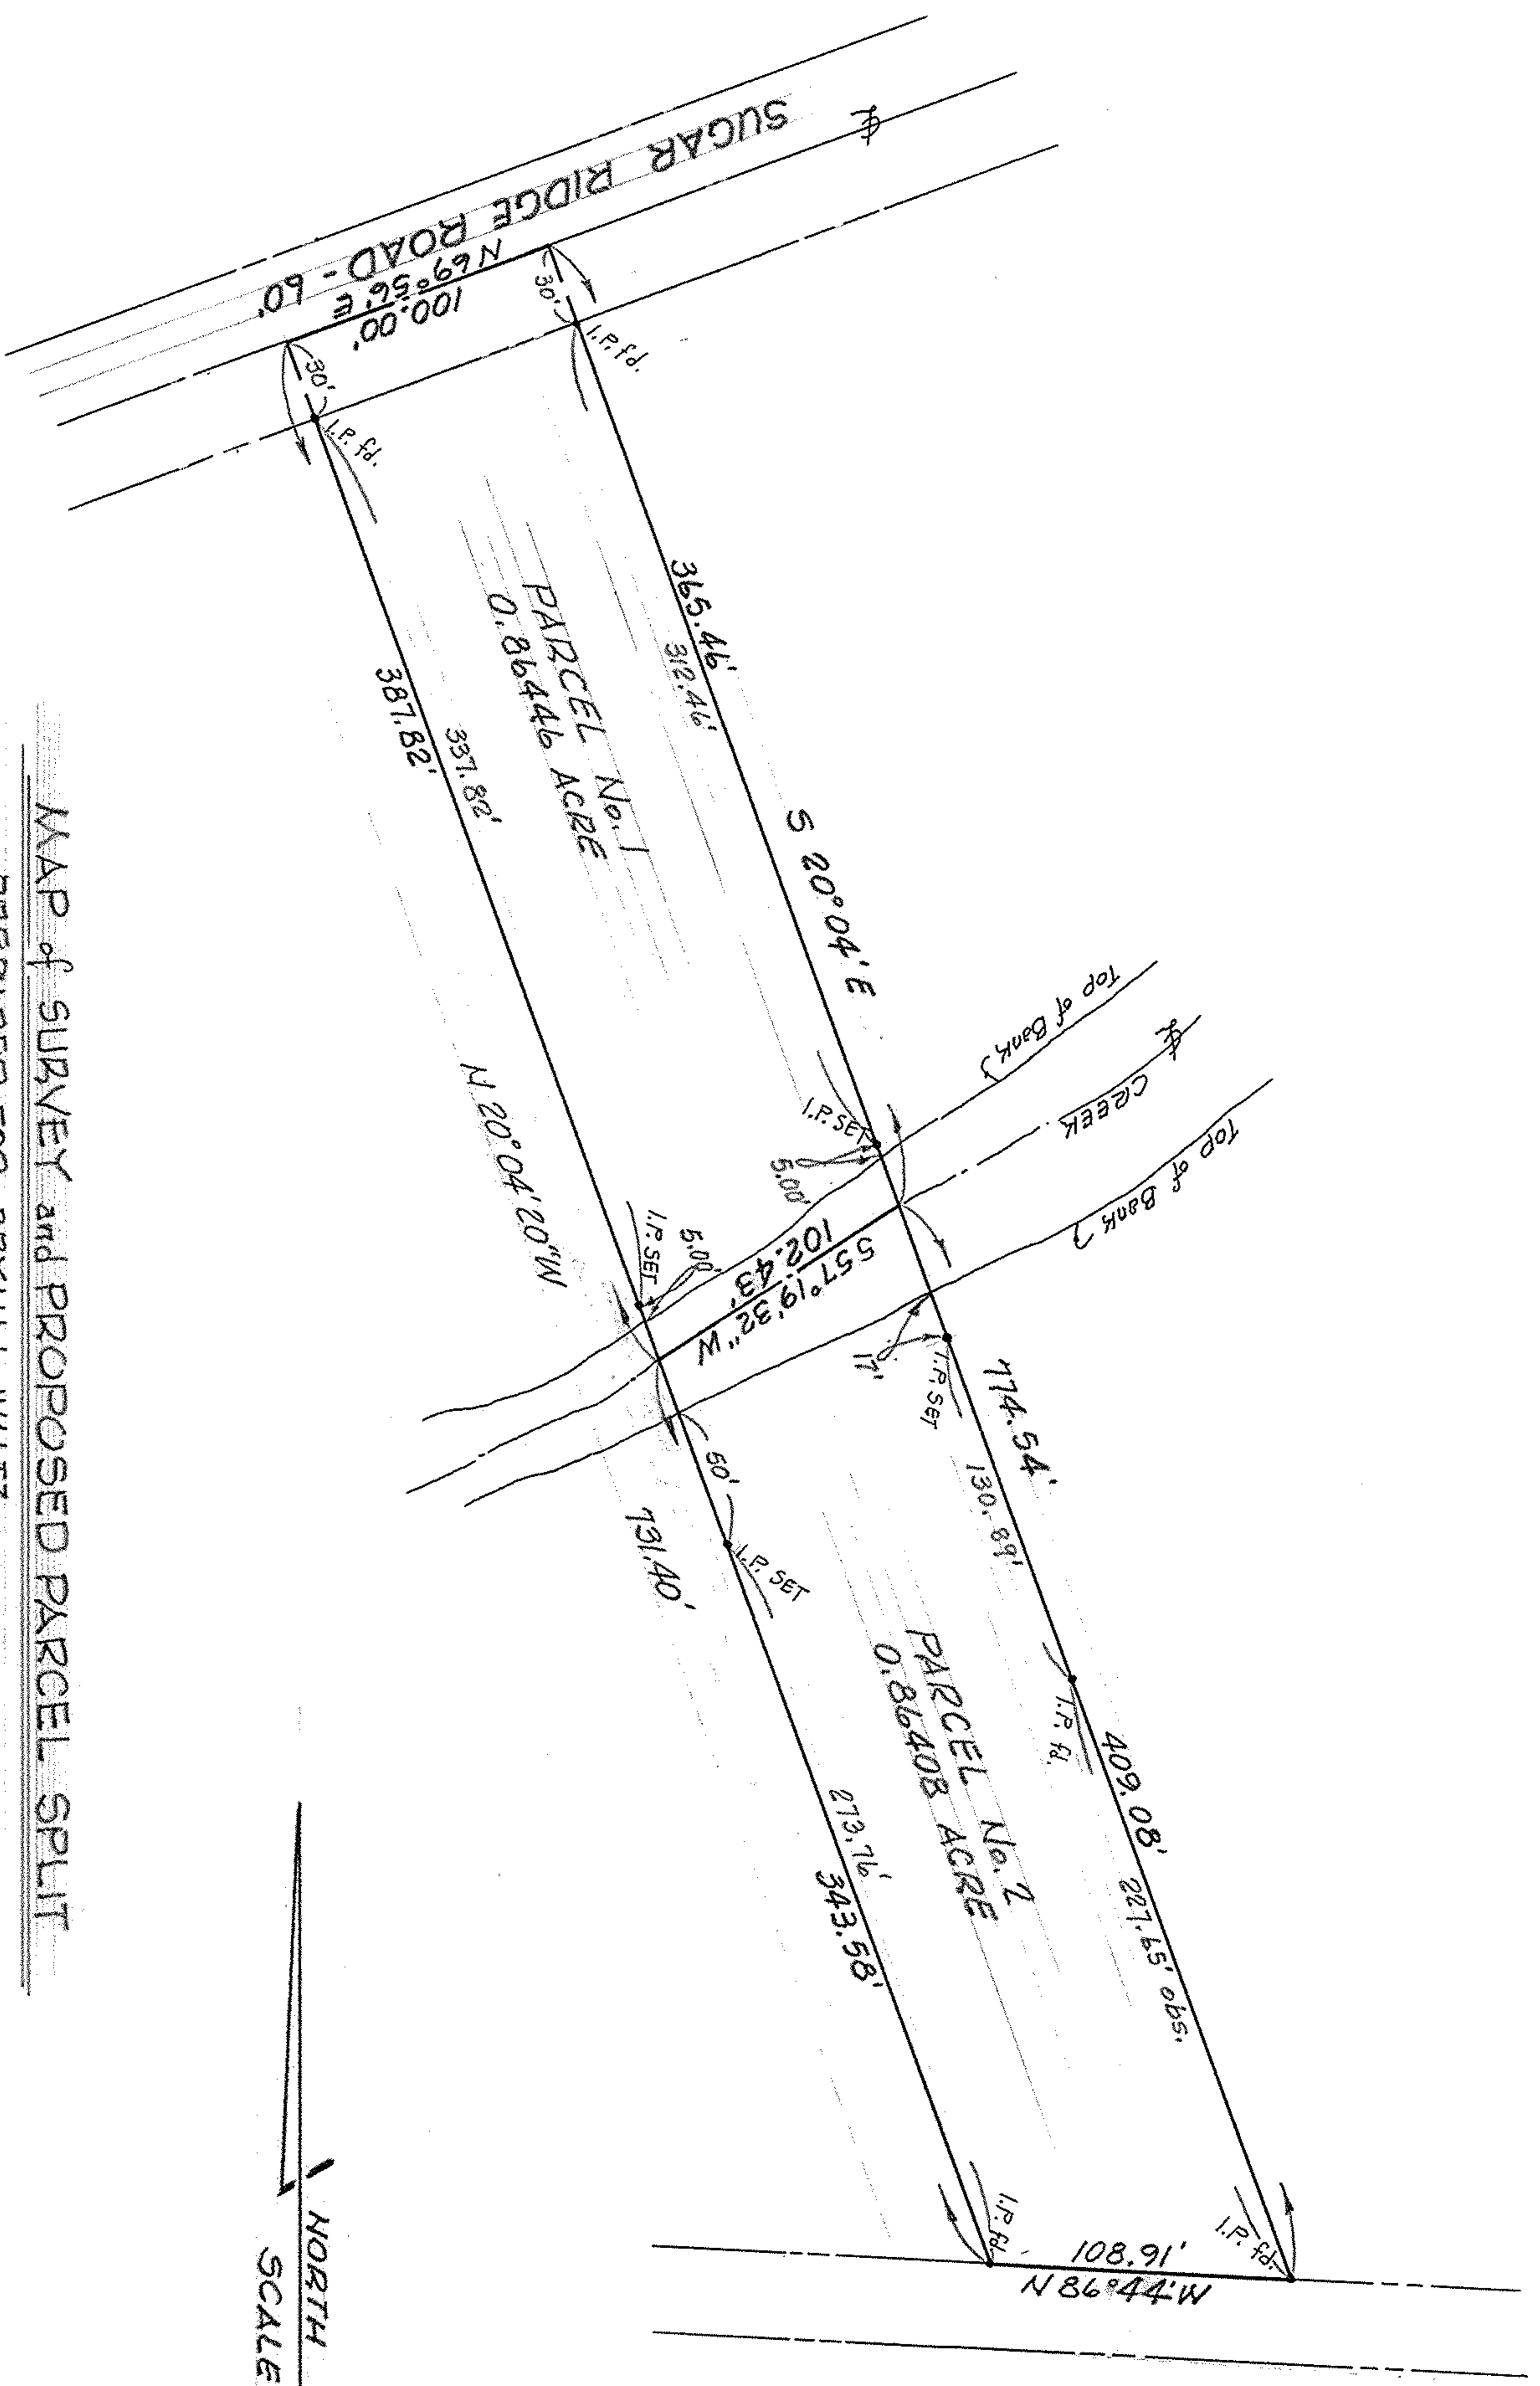 SUGAR RIDGE ROAD - 60'
℄
N 69° 56' E
100.00'
30'
30'
I.P. fd.
I.P. fd.
365.46'
312.46'
S 20° 04' E
PARCEL No. 1
0.86446 ACRE
387.82'
337.82'
N 20° 04' 20" W
Top of Bank
℄
CREEK
Top of Bank
I.P. SET
5.00'
I.P. SET
5.00'
S 57° 19' 32" W
102.43'
17'
I.P. SET
50'
I.P. SET
774.54'
130.89'
731.40'
I.P. fd.
PARCEL No. 2
0.86408 ACRE
409.08'
227.65' obs.
273.76'
343.58'
I.P. fd.
I.P. fd.
108.91'
N 86° 44' W
MAP of SURVEY and PROPOSED PARCEL SPLIT
NORTH
SCALE